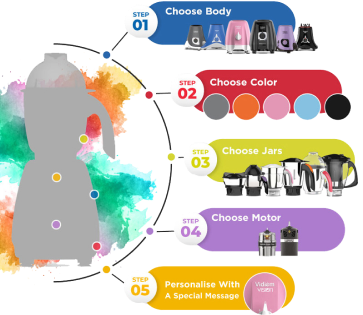 STEP
01
Choose Body
STEP
02
Choose Color
STEP
03
Choose Jars
STEP
04
Choose Motor
STEP
05
Personalise With
A Special Message